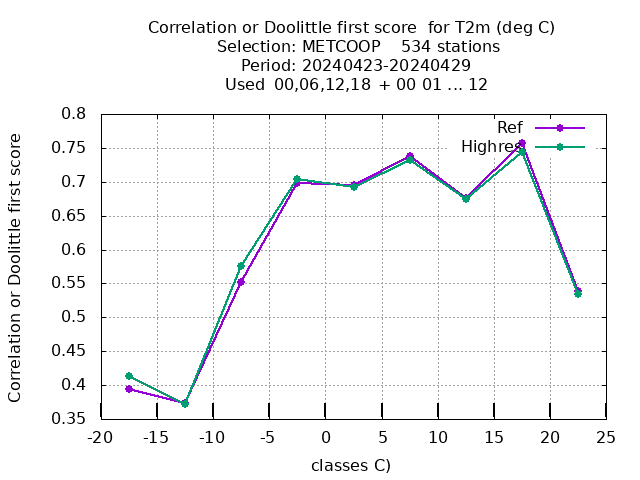 Correlation or Doolittle first score  for T2m (deg C)
Selection: METCOOP    534 stations
Period: 20240423-20240429
Used  00,06,12,18 + 00 01 ... 12
Correlation or Doolittle first score
0.8
0.75
0.7
0.65
0.6
0.55
0.5
0.45
0.4
0.35
Ref
Highres
-20 -15 -10 -5 0 5 10 15 20 25
classes C)